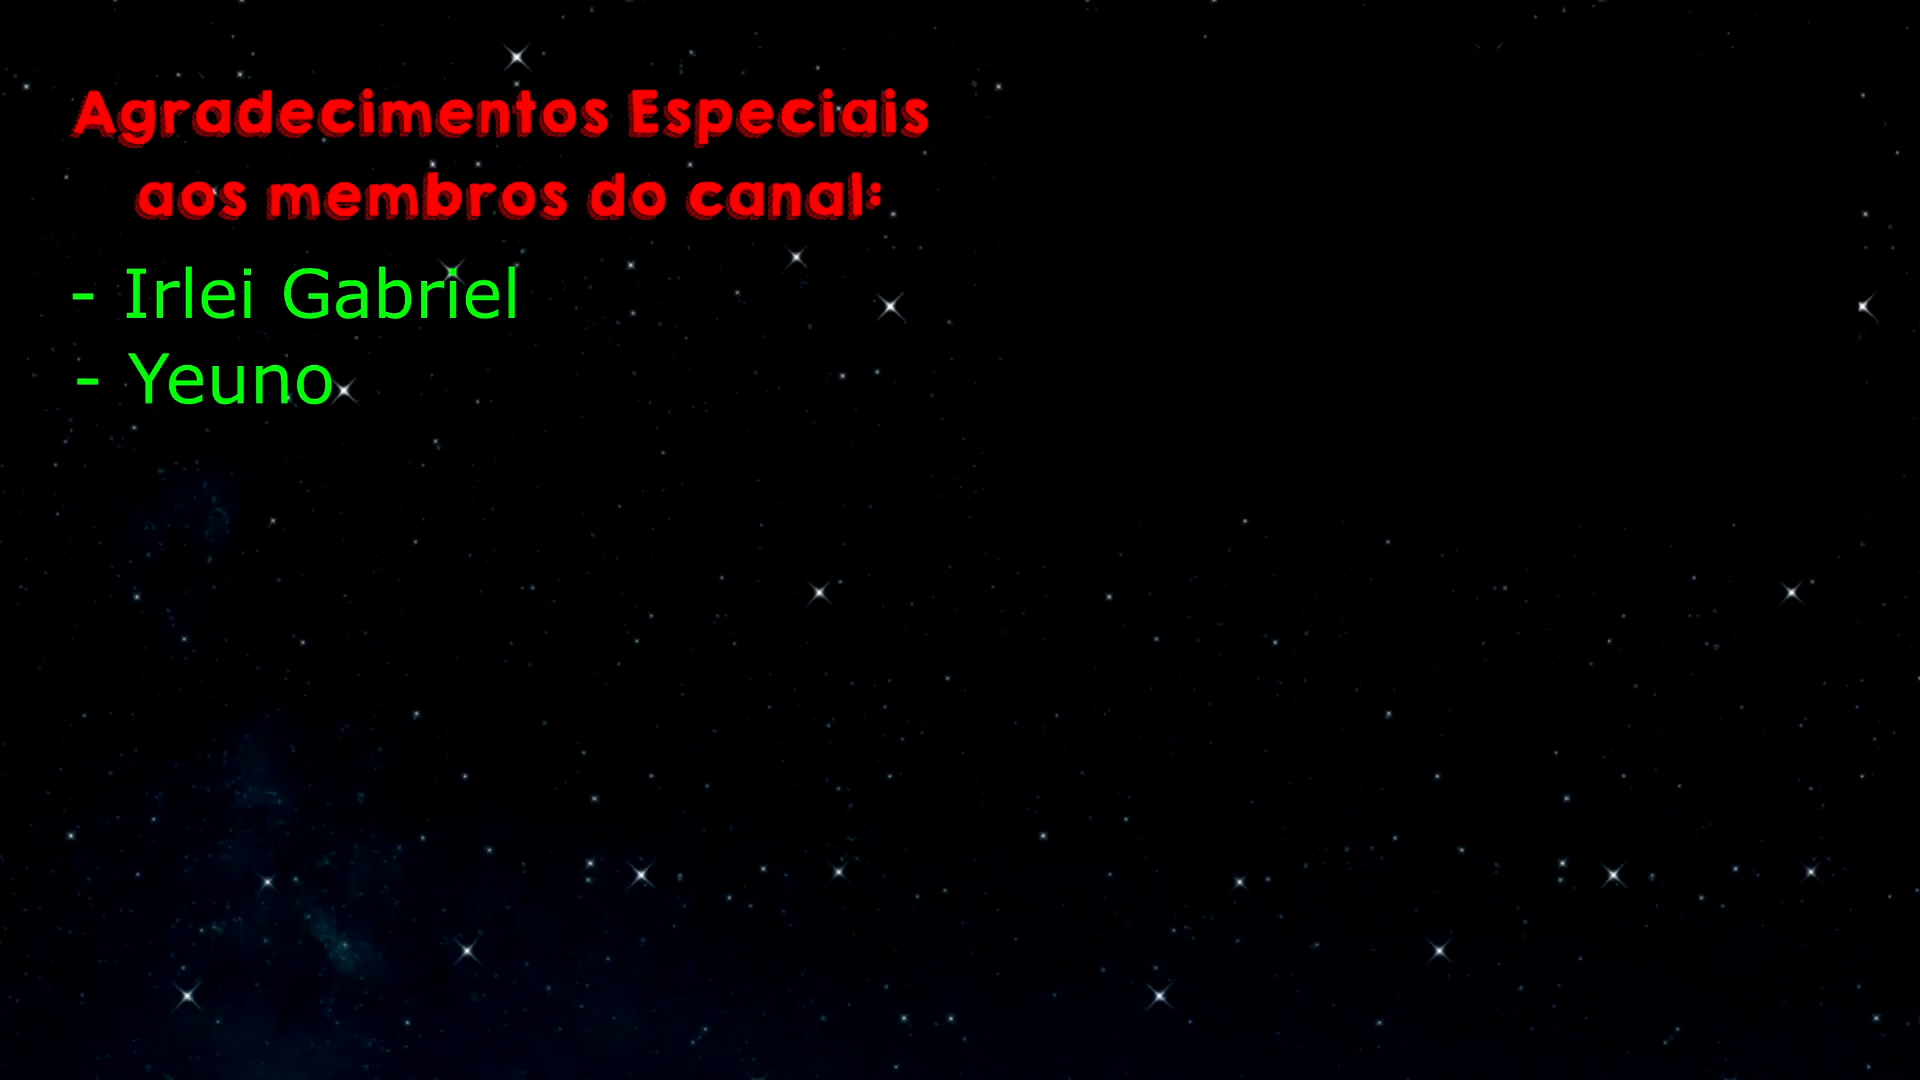 Agradecimentos Especiais
aos membros do canal:
- Irlei Gabriel
- Yeuno